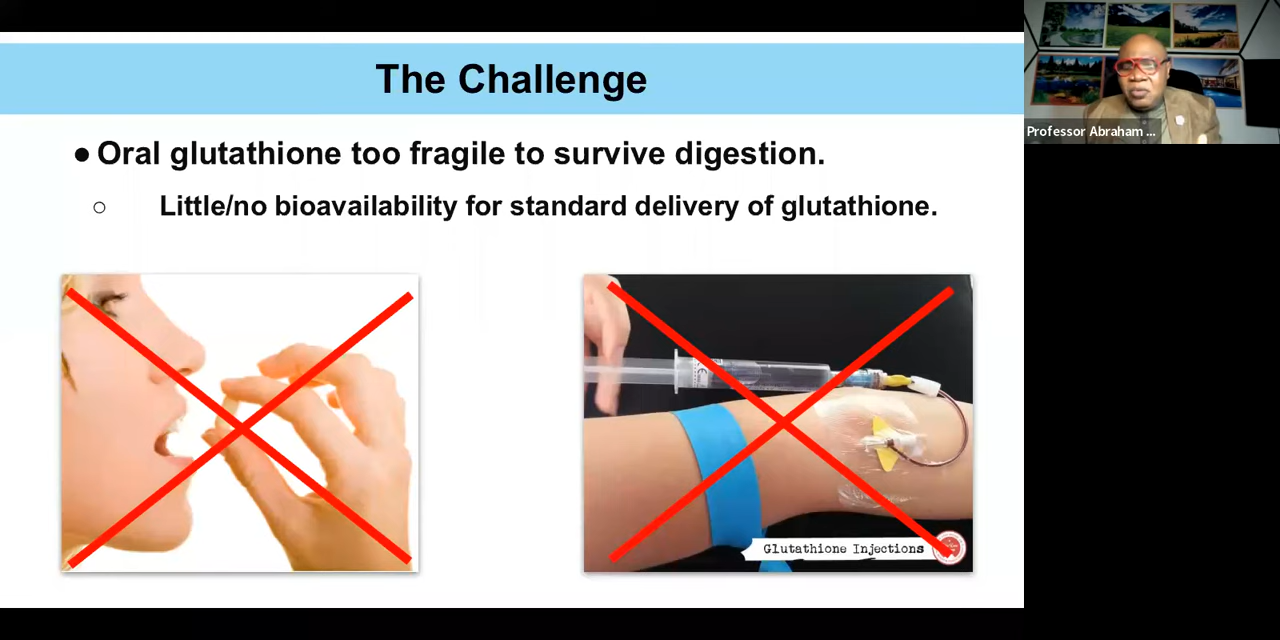 The Challenge
● Oral glutathione too fragile to survive digestion.
○ Little/no bioavailability for standard delivery of glutathione.
Glutathione Injections
Professor Abraham ...